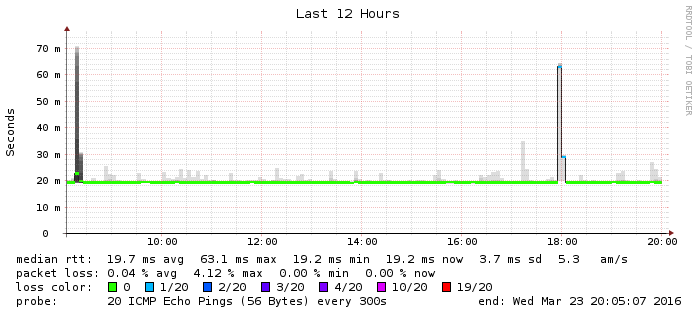 Last 12 Hours
RRDTOOL / TOBI OETIKER
Seconds
70 m
60 m
50 m
40 m
30 m
20 m
10 m
0
10:00 12:00 14:00 16:00 18:00 20:00
median rtt: 19.7 ms avg 63.1 ms max 19.2 ms min 19.2 ms now 3.7 ms sd 5.3 am/s
packet loss: 0.04 % avg 4.12 % max 0.00 % min 0.00 % now
loss color: 0 1/20 2/20 3/20 4/20 10/20 19/20
probe: 20 ICMP Echo Pings (56 Bytes) every 300s end: Wed Mar 23 20:05:07 2016